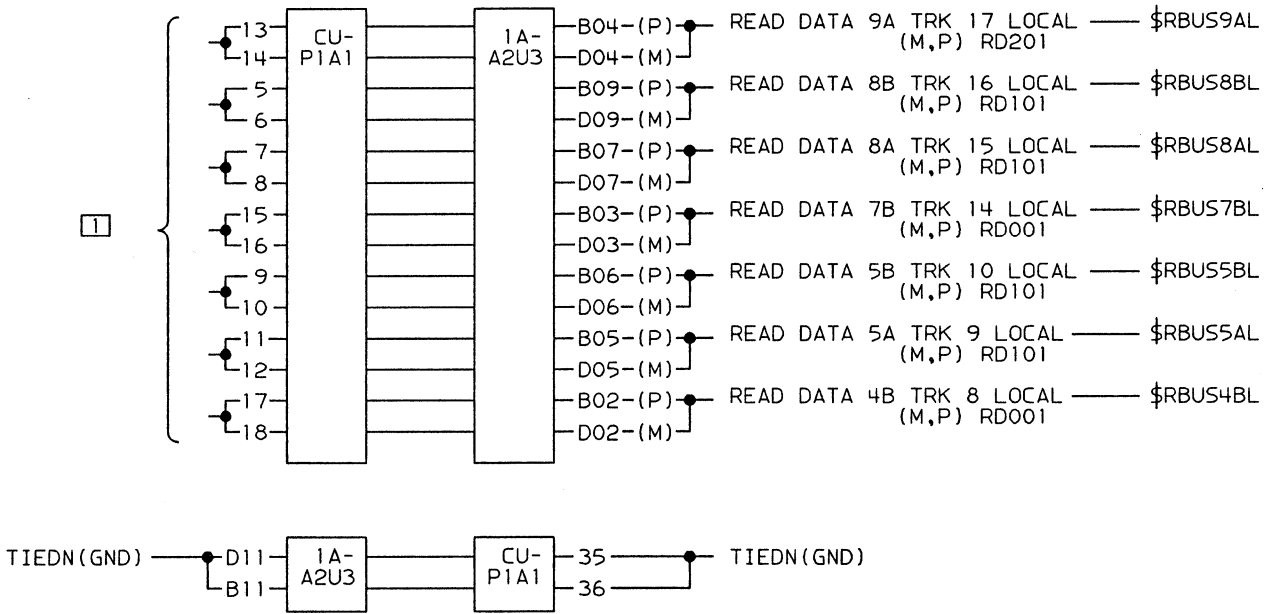 13 CU- 1A- B04-(P) READ DATA 9A TRK 17 LOCAL $RBUS9AL
14 P1A1 A2U3 D04-(M) (M,P) RD201
5 B09-(P) READ DATA 8B TRK 16 LOCAL $RBUS8BL
6 D09-(M) (M,P) RD101
7 B07-(P) READ DATA 8A TRK 15 LOCAL $RBUS8AL
8 D07-(M) (M,P) RD101
1
15 B03-(P) READ DATA 7B TRK 14 LOCAL $RBUS7BL
16 D03-(M) (M,P) RD001
9 B06-(P) READ DATA 5B TRK 10 LOCAL $RBUS5BL
10 D06-(M) (M,P) RD101
11 B05-(P) READ DATA 5A TRK 9 LOCAL $RBUS5AL
12 D05-(M) (M,P) RD101
17 B02-(P) READ DATA 4B TRK 8 LOCAL $RBUS4BL
18 D02-(M) (M,P) RD001
TIEDN(GND) D11 1A- CU- 35 TIEDN(GND)
B11 A2U3 P1A1 36